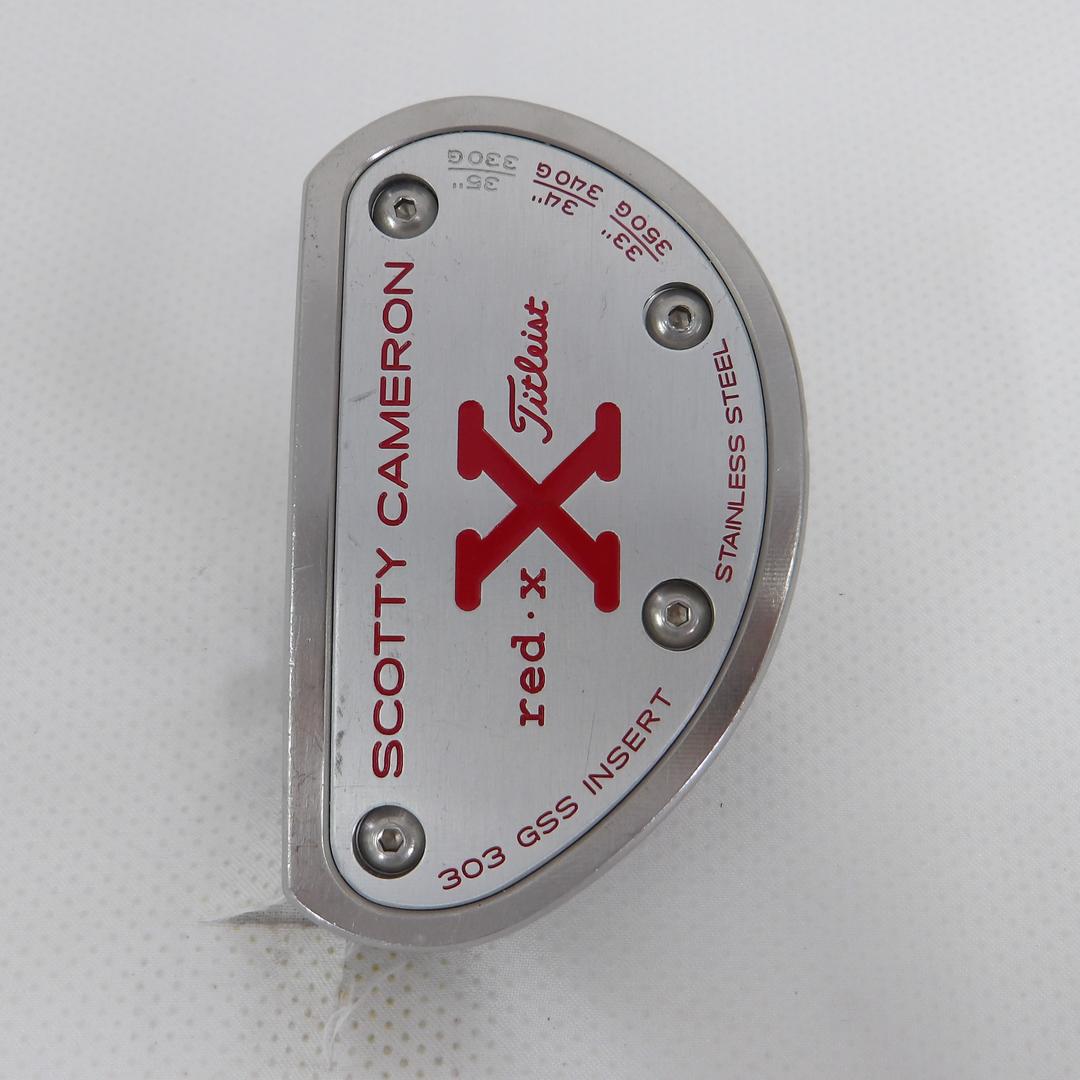 SCOTTY CAMERON
Titleist
X
red·x
35"
330G
34"
340G
33"
350G
STAINLESS STEEL
303 GSS INSERT